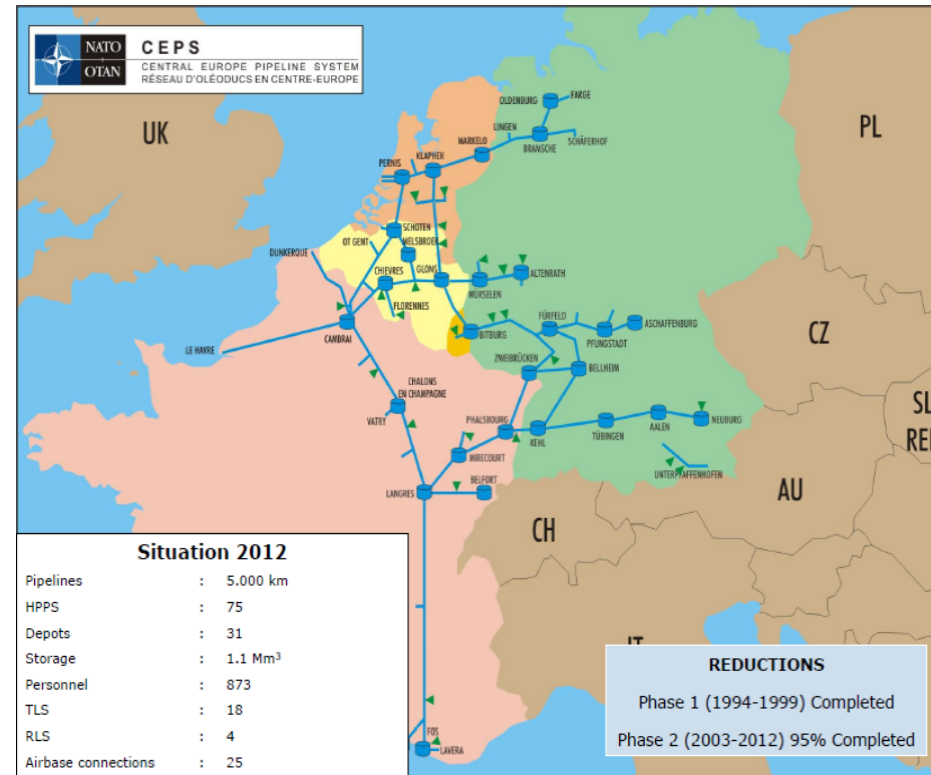 NATO
OTAN
CEPS
CENTRAL EUROPE PIPELINE SYSTEM
RÉSEAU D'OLÉODUCS EN CENTRE-EUROPE
UK
PL
CZ
AU
CH
IT
OLDENBURG
FARGE
LINGEN
BRAMSCHE
SCHÄFERHOF
MARKELO
KLAPHEK
PERNIS
SCHOTEN
MELSBROEK
OT GENT
DUNKERQUE
CHIEVRES
GLONS
FLORENNES
WÜRSELEN
ALTENRATH
CAMBRAI
LE HAVRE
BITBURG
FÜRFELD
ASCHAFFENBURG
PFUNGSTADT
ZWEIBRÜCKEN
BELLHEIM
CHALONS
EN CHAMPAGNE
VATRY
PHALSBOURG
KEHL
TÜBINGEN
AALEN
NEUBURG
MIRECOURT
BELFORT
LANGRES
UNTERPFAFFENHOFEN
FOS
LAVERA
Situation 2012
Pipelines : 5.000 km
HPPS : 75
Depots : 31
Storage : 1.1 Mm³
Personnel : 873
TLS : 18
RLS : 4
Airbase connections : 25
REDUCTIONS
Phase 1 (1994-1999) Completed
Phase 2 (2003-2012) 95% Completed